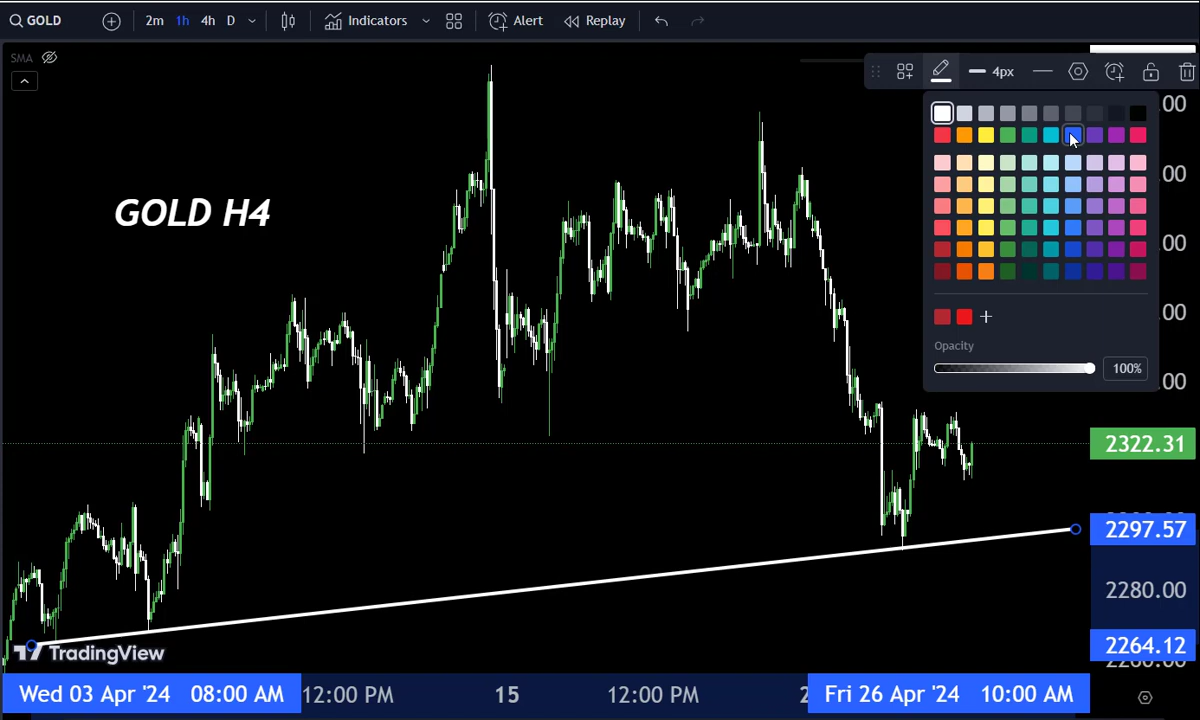 GOLD 2m 1h 4h D Indicators Alert Replay
SMA
4px
00
00
GOLD H4
00
00
Opacity
100%
.00
2322.31
2297.57
2280.00
2264.12
TradingView
Wed 03 Apr '24 08:00 AM 12:00 PM 15 12:00 PM 2 Fri 26 Apr '24 10:00 AM